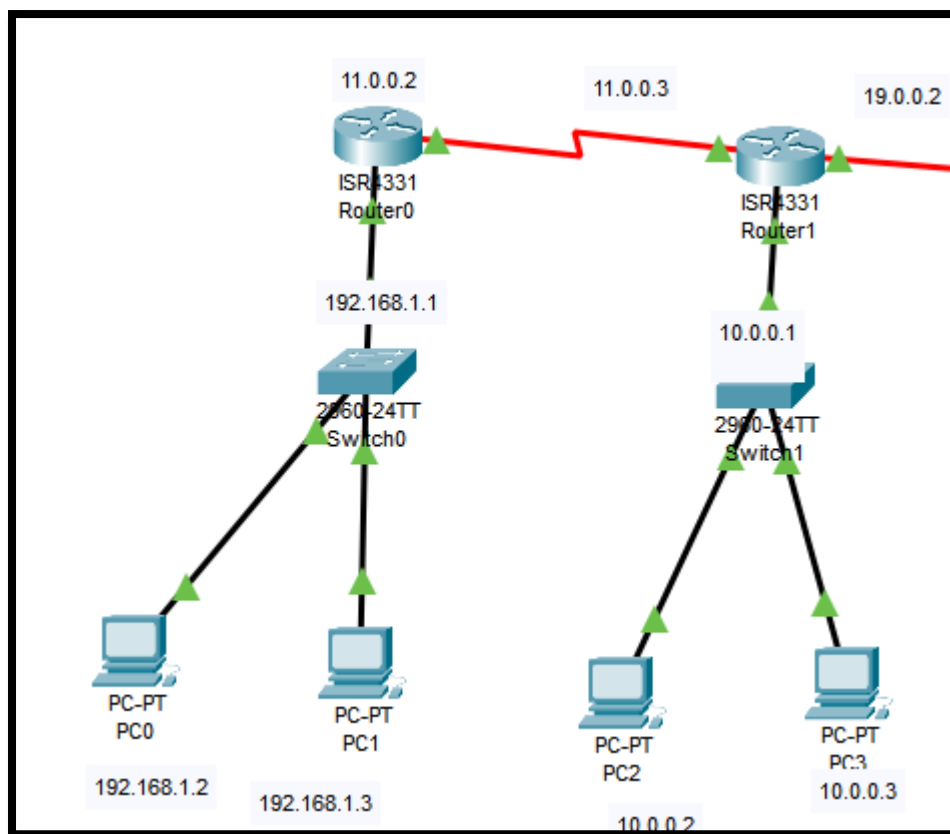 11.0.0.2
11.0.0.3
19.0.0.2
ISR4331
Router0
ISR4331
Router1
192.168.1.1
10.0.0.1
2960-24TT
Switch0
2960-24TT
Switch1
PC-PT
PC0
PC-PT
PC1
PC-PT
PC2
PC-PT
PC3
192.168.1.2
192.168.1.3
10.0.0.2
10.0.0.3